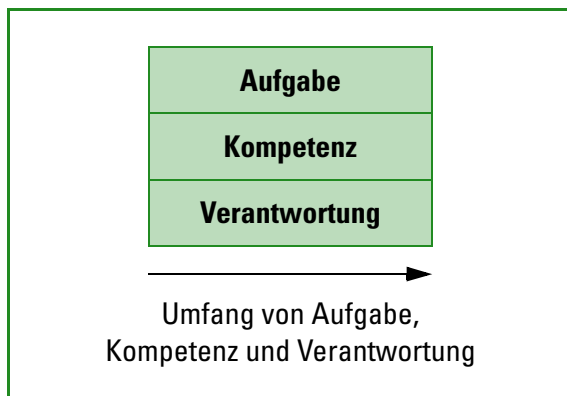 Aufgabe
Kompetenz
Verantwortung
Umfang von Aufgabe,
Kompetenz und Verantwortung